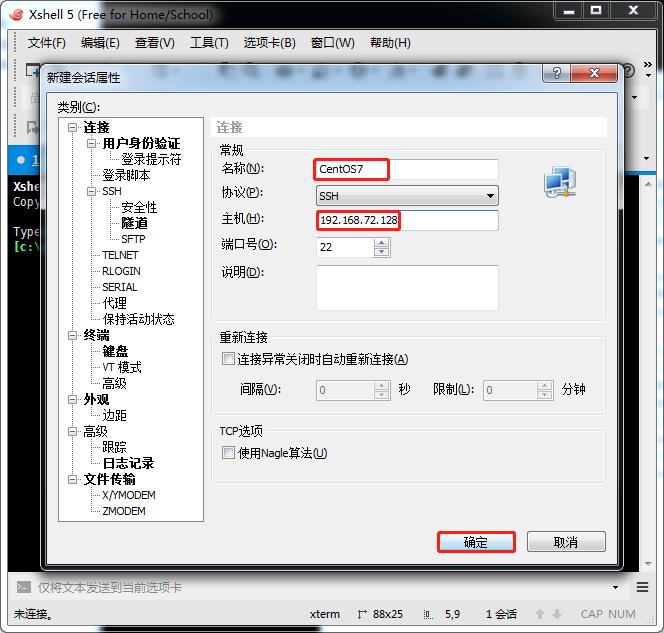 Xshell 5 (Free for Home/School)
文件(F) 编辑(E) 查看(V) 工具(T) 选项卡(B) 窗口(W) 帮助(H)
新建会话属性
类别(C):
连接
用户身份验证
登录提示符
登录脚本
SSH
安全性
隧道
SFTP
TELNET
RLOGIN
SERIAL
代理
保持活动状态
终端
键盘
VT 模式
高级
外观
边距
高级
跟踪
日志记录
文件传输
X/YMODEM
ZMODEM
连接
常规
名称(N): CentOS7
协议(P): SSH
主机(H): 192.168.72.128
端口号(O): 22
说明(D):
重新连接
连接异常关闭时自动重新连接(A)
间隔(V): 0 秒 限制(L): 0 分钟
TCP选项
使用Nagle算法(U)
确定 取消
1
Xshe
Copy
Type
[c:\
仅将文本发送到当前选项卡
未连接。 xterm 88x25 5,9 1 会话 CAP NUM